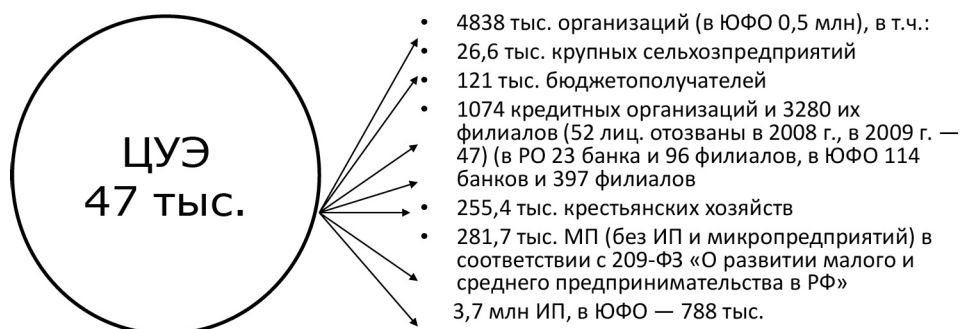 ЦУЭ
47 тыс.
• 4838 тыс. организаций (в ЮФО 0,5 млн), в т.ч.:
• 26,6 тыс. крупных сельхозпредприятий
• 121 тыс. бюджетополучателей
• 1074 кредитных организаций и 3280 их
филиалов (52 лиц. отозваны в 2008 г., в 2009 г. —
47) (в РО 23 банка и 96 филиалов, в ЮФО 114
банков и 397 филиалов
• 255,4 тыс. крестьянских хозяйств
• 281,7 тыс. МП (без ИП и микропредприятий) в
соответствии с 209-ФЗ «О развитии малого и
среднего предпринимательства в РФ»
3,7 млн ИП, в ЮФО — 788 тыс.